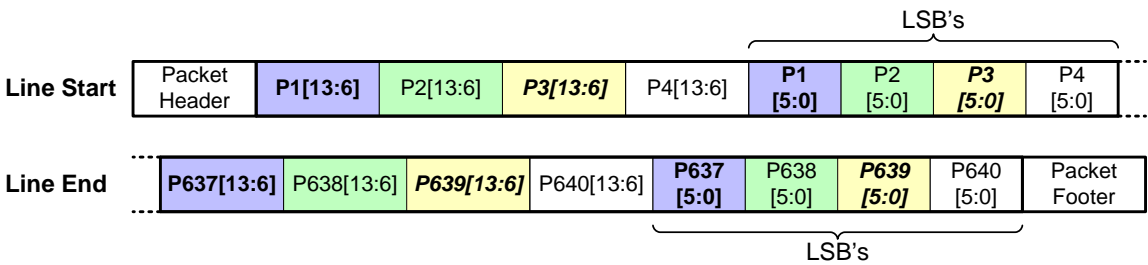 LSB's
Line Start
Packet
Header
P1[13:6]
P2[13:6]
P3[13:6]
P4[13:6]
P1
[5:0]
P2
[5:0]
P3
[5:0]
P4
[5:0]
Line End
P637[13:6]
P638[13:6]
P639[13:6]
P640[13:6]
P637
[5:0]
P638
[5:0]
P639
[5:0]
P640
[5:0]
Packet
Footer
LSB's